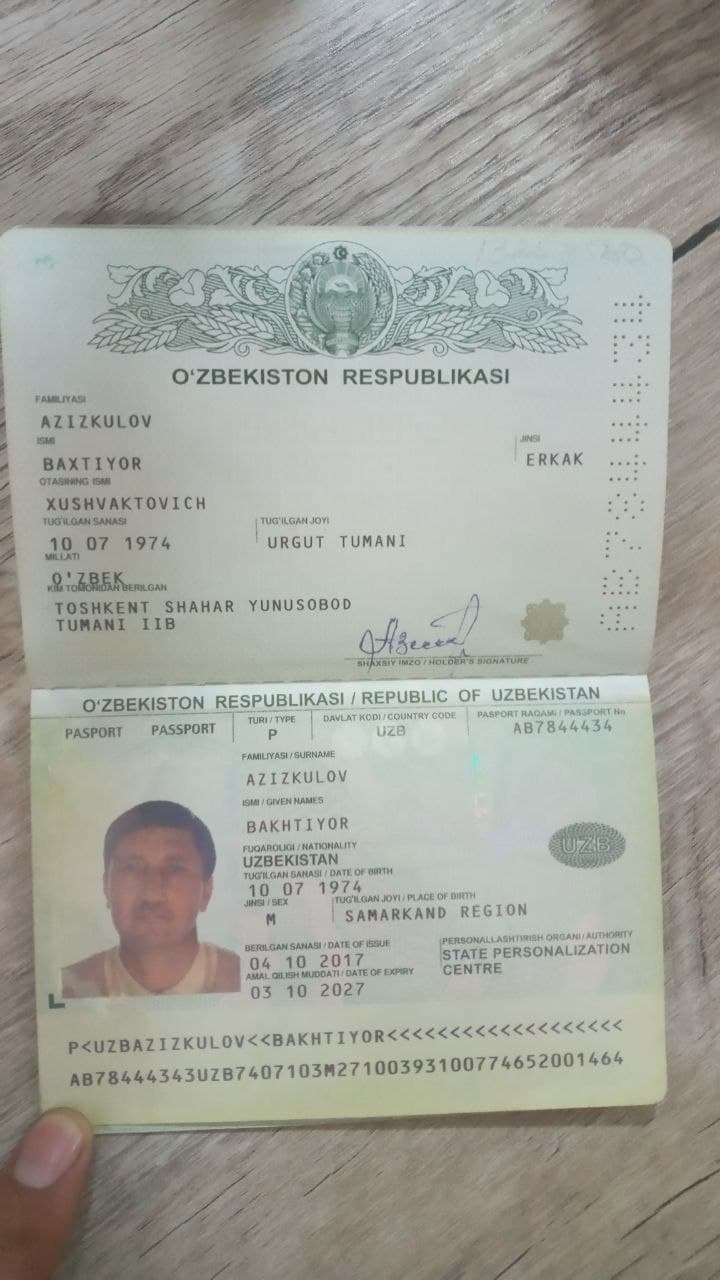 O‘ZBEKISTON RESPUBLIKASI
FAMILIYASI
AZIZKULOV
ISMI
JINSI
BAXTIYOR
ERKAK
OTASINING ISMI
XUSHVAKTOVICH
TUG‘ILGAN SANASI
TUG‘ILGAN JOYI
10 07 1974
URGUT TUMANI
MILLATI
O'ZBEK
KIM TOMONIDAN BERILGAN
TOSHKENT SHAHAR YUNUSOBOD
TUMANI IIB
SHAXSIY IMZO / HOLDER'S SIGNATURE
O‘ZBEKISTON RESPUBLIKASI / REPUBLIC OF UZBEKISTAN
PASPORT PASSPORT
TURI / TYPE
DAVLAT KODI / COUNTRY CODE
PASPORT RAQAMI / PASSPORT No
P
UZB
AB7844434
FAMILIYASI / SURNAME
AZIZKULOV
ISMI / GIVEN NAMES
BAKHTIYOR
FUQAROLIGI / NATIONALITY
UZBEKISTAN
UZB
TUG‘ILGAN SANASI / DATE OF BIRTH
10 07 1974
JINSI / SEX
TUG‘ILGAN JOYI / PLACE OF BIRTH
M
SAMARKAND REGION
BERILGAN SANASI / DATE OF ISSUE
PERSONALLASHTIRISH ORGANI / AUTHORITY
04 10 2017
STATE PERSONALIZATION
CENTRE
AMAL QILISH MUDDATI / DATE OF EXPIRY
03 10 2027
P<UZBAZIZKULOV<<BAKHTIYOR<<<<<<<<<<<<<<<<<<<
AB78444343UZB7407103M27100393100774652001464